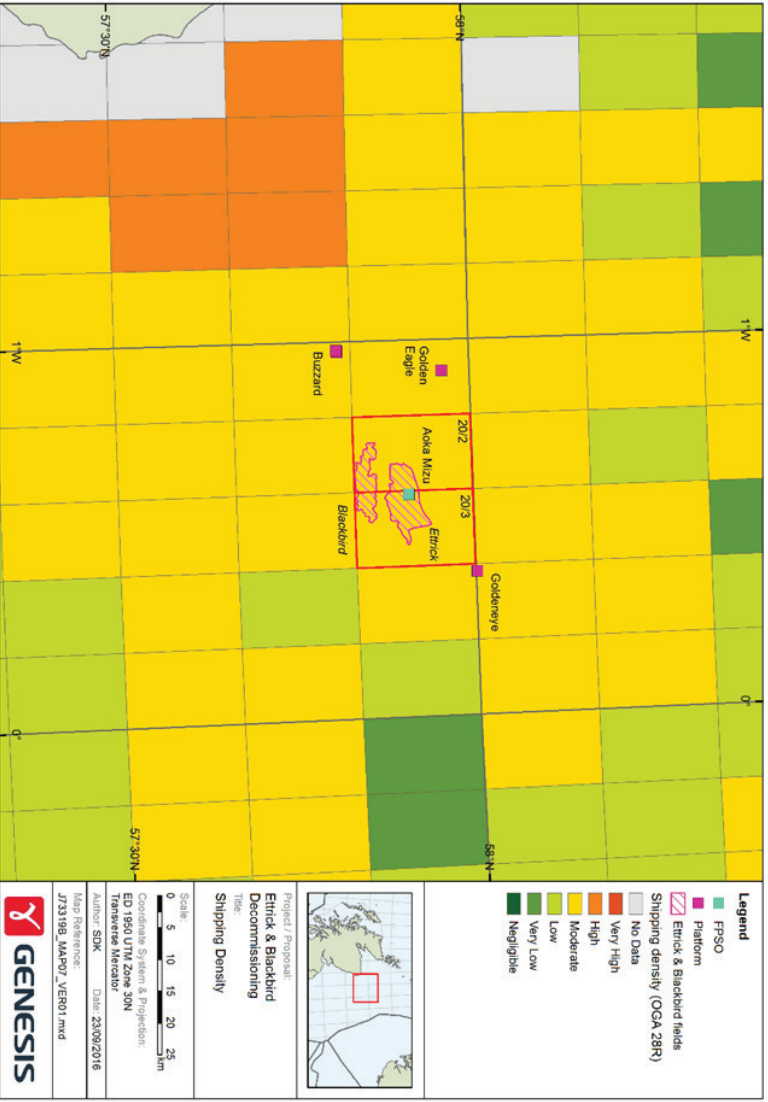 58°N
57°30'N
1°W
0°
Golden
Eagle
Buzzard
20/2
20/3
Aoka Mizu
Ettrick
Blackbird
Goldeneye
1°W
0°
58°N
57°30'N
Legend
FPSO
Platform
Ettrick & Blackbird fields
Shipping density (OGA 28R)
No Data
Very High
High
Moderate
Low
Very Low
Negligible
Project / Proposal:
Ettrick & Blackbird
Decommissioning
Title:
Shipping Density
Scale:
0 5 10 15 20 25
km
Coordinate System & Projection:
ED 1950 UTM Zone 30N
Transverse Mercator
Author: SDK Date: 23/09/2016
Map Reference:
J73319B_MAP07_VER01.mxd
GENESIS